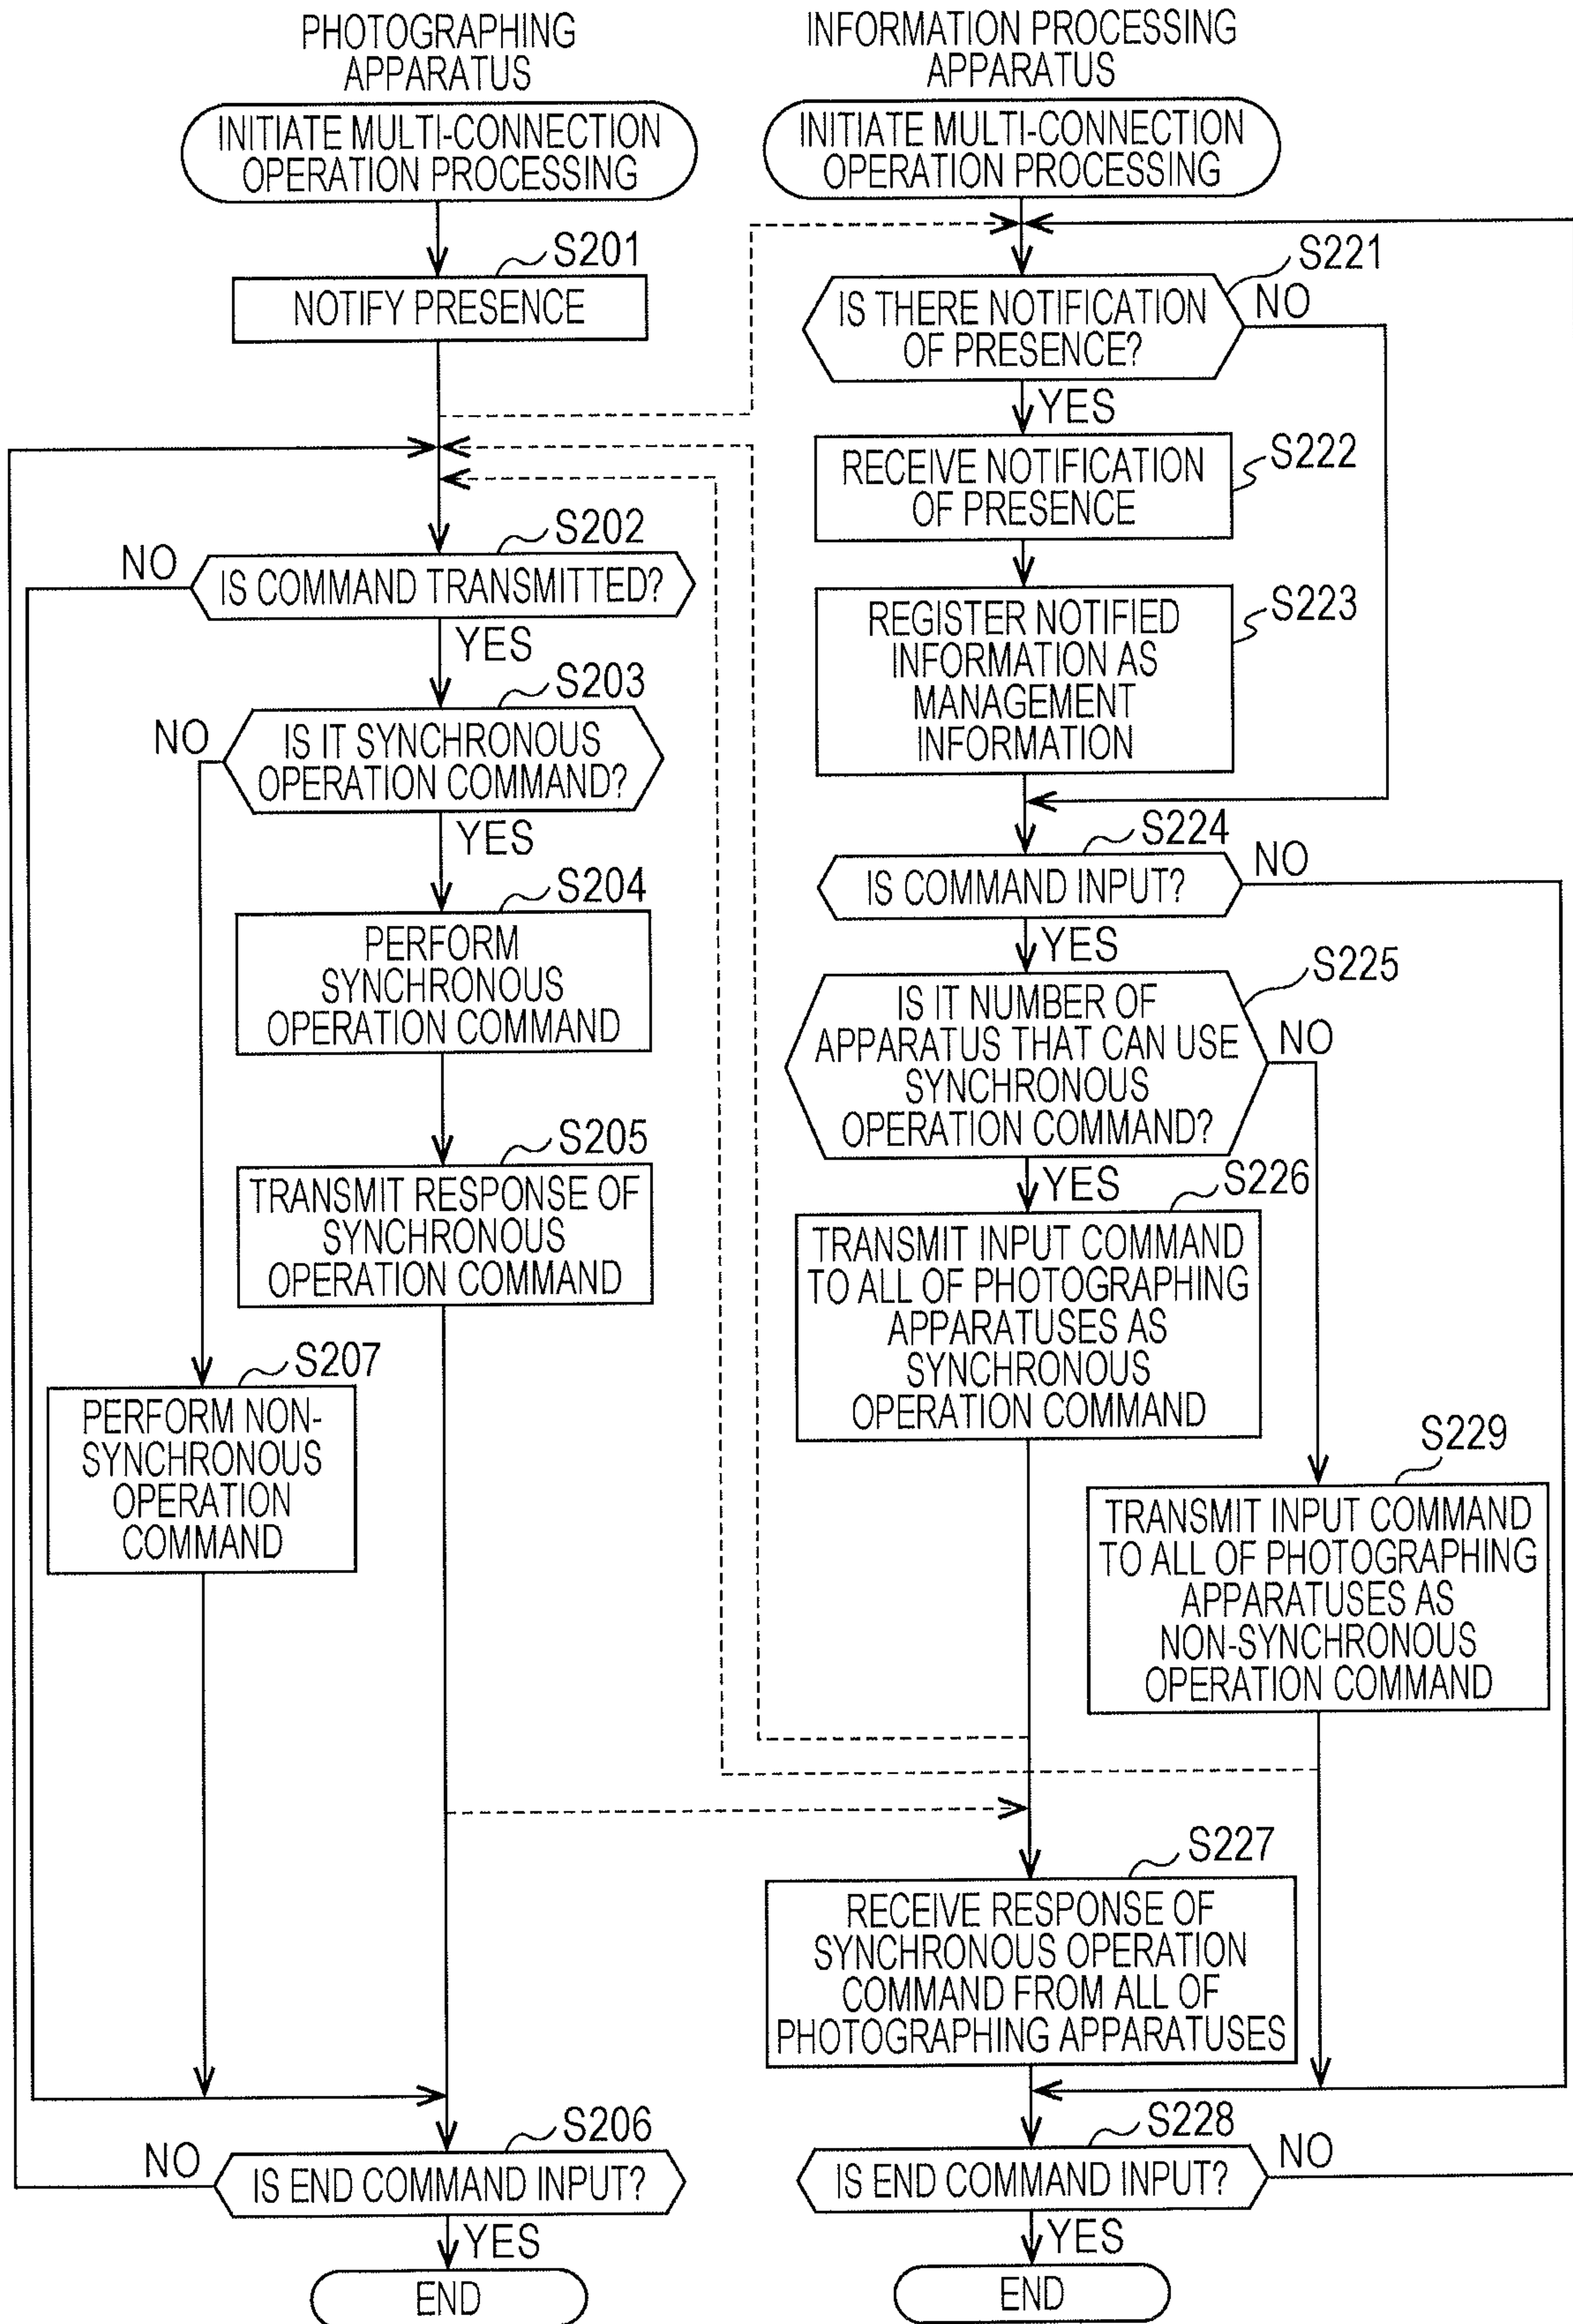 PHOTOGRAPHING
APPARATUS
INITIATE MULTI-CONNECTION
OPERATION PROCESSING
S201
NOTIFY PRESENCE
S202
NO
IS COMMAND TRANSMITTED?
YES
S203
NO
IS IT SYNCHRONOUS
OPERATION COMMAND?
YES
S204
PERFORM
SYNCHRONOUS
OPERATION COMMAND
S205
TRANSMIT RESPONSE OF
SYNCHRONOUS
OPERATION COMMAND
S207
PERFORM NON-
SYNCHRONOUS
OPERATION
COMMAND
S206
NO
IS END COMMAND INPUT?
YES
END
INFORMATION PROCESSING
APPARATUS
INITIATE MULTI-CONNECTION
OPERATION PROCESSING
S221
IS THERE NOTIFICATION
OF PRESENCE?
NO
YES
S222
RECEIVE NOTIFICATION
OF PRESENCE
S223
REGISTER NOTIFIED
INFORMATION AS
MANAGEMENT
INFORMATION
S224
IS COMMAND INPUT?
NO
YES
S225
IS IT NUMBER OF
APPARATUS THAT CAN USE
SYNCHRONOUS
OPERATION COMMAND?
NO
YES
S226
TRANSMIT INPUT COMMAND
TO ALL OF PHOTOGRAPHING
APPARATUSES AS
SYNCHRONOUS
OPERATION COMMAND
S229
TRANSMIT INPUT COMMAND
TO ALL OF PHOTOGRAPHING
APPARATUSES AS
NON-SYNCHRONOUS
OPERATION COMMAND
S227
RECEIVE RESPONSE OF
SYNCHRONOUS OPERATION
COMMAND FROM ALL OF
PHOTOGRAPHING APPARATUSES
S228
IS END COMMAND INPUT?
NO
YES
END